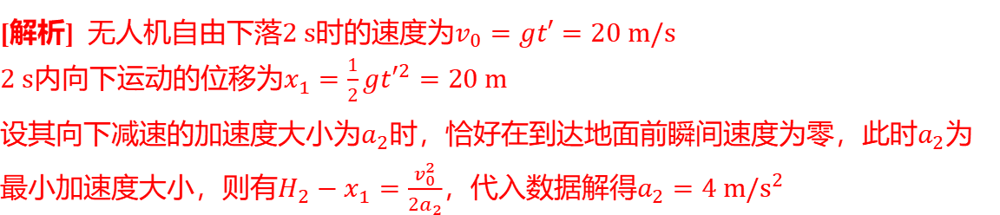 [解析] 无人机自由下落2 s时的速度为$v_0 = gt' = 20\ \mathrm{m/s}$
2 s内向下运动的位移为$x_1 = \frac{1}{2}gt'^2 = 20\ \mathrm{m}$
设其向下减速的加速度大小为$a_2$时，恰好在到达地面前瞬间速度为零，此时$a_2$为
最小加速度大小，则有$H_2 - x_1 = \frac{v_0^2}{2a_2}$，代入数据解得$a_2 = 4\ \mathrm{m/s^2}$